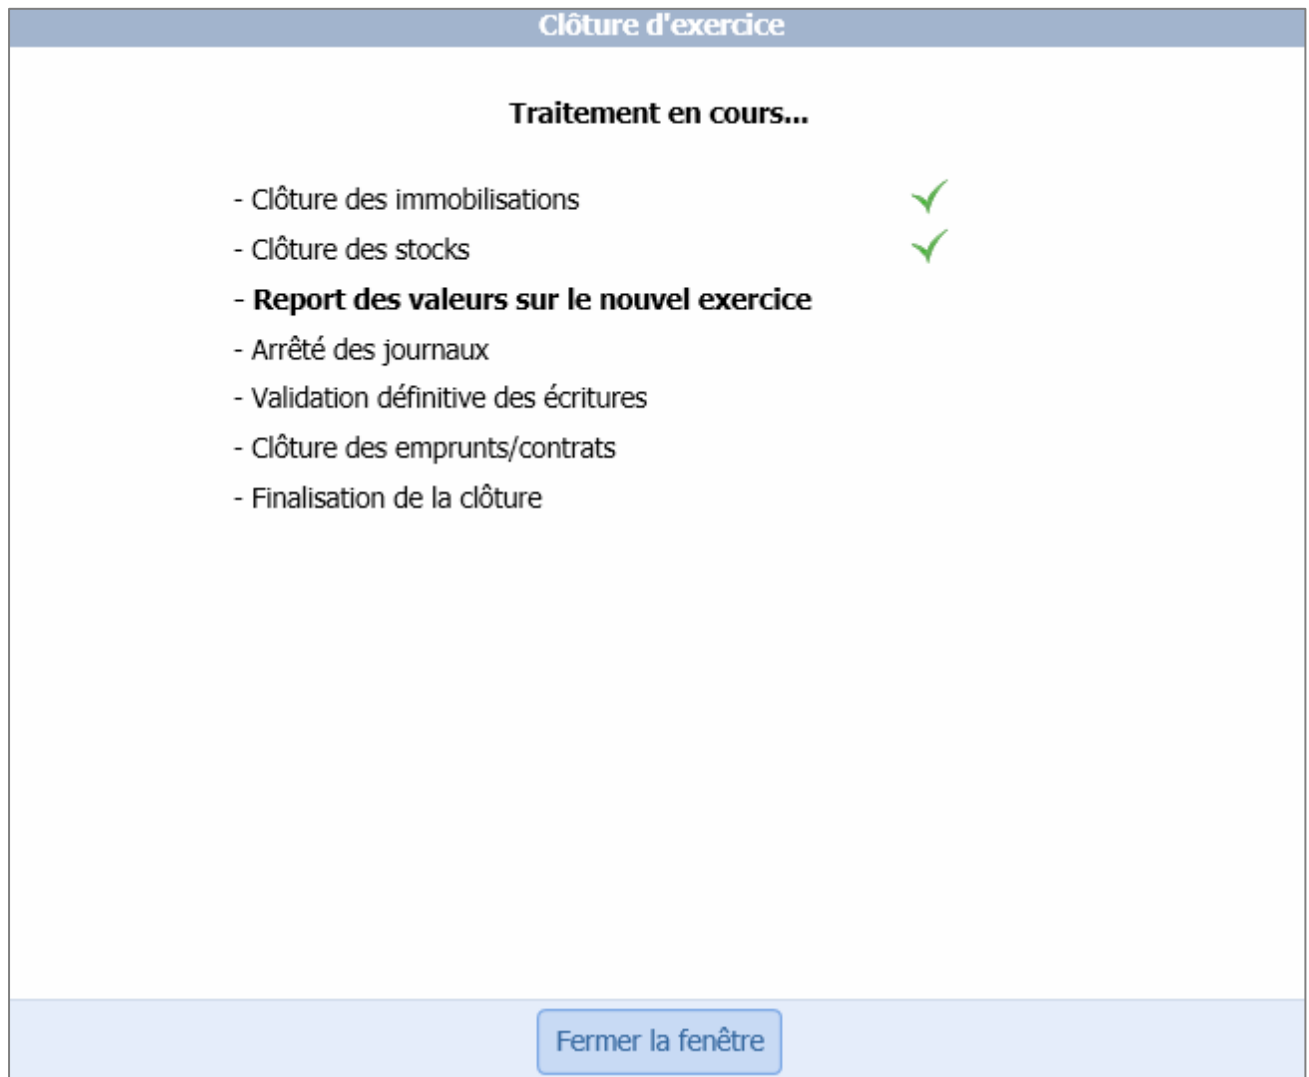 Clôture d'exercice
Traitement en cours...
- Clôture des immobilisations
- Clôture des stocks
- Report des valeurs sur le nouvel exercice
- Arrêté des journaux
- Validation définitive des écritures
- Clôture des emprunts/contrats
- Finalisation de la clôture
Fermer la fenêtre